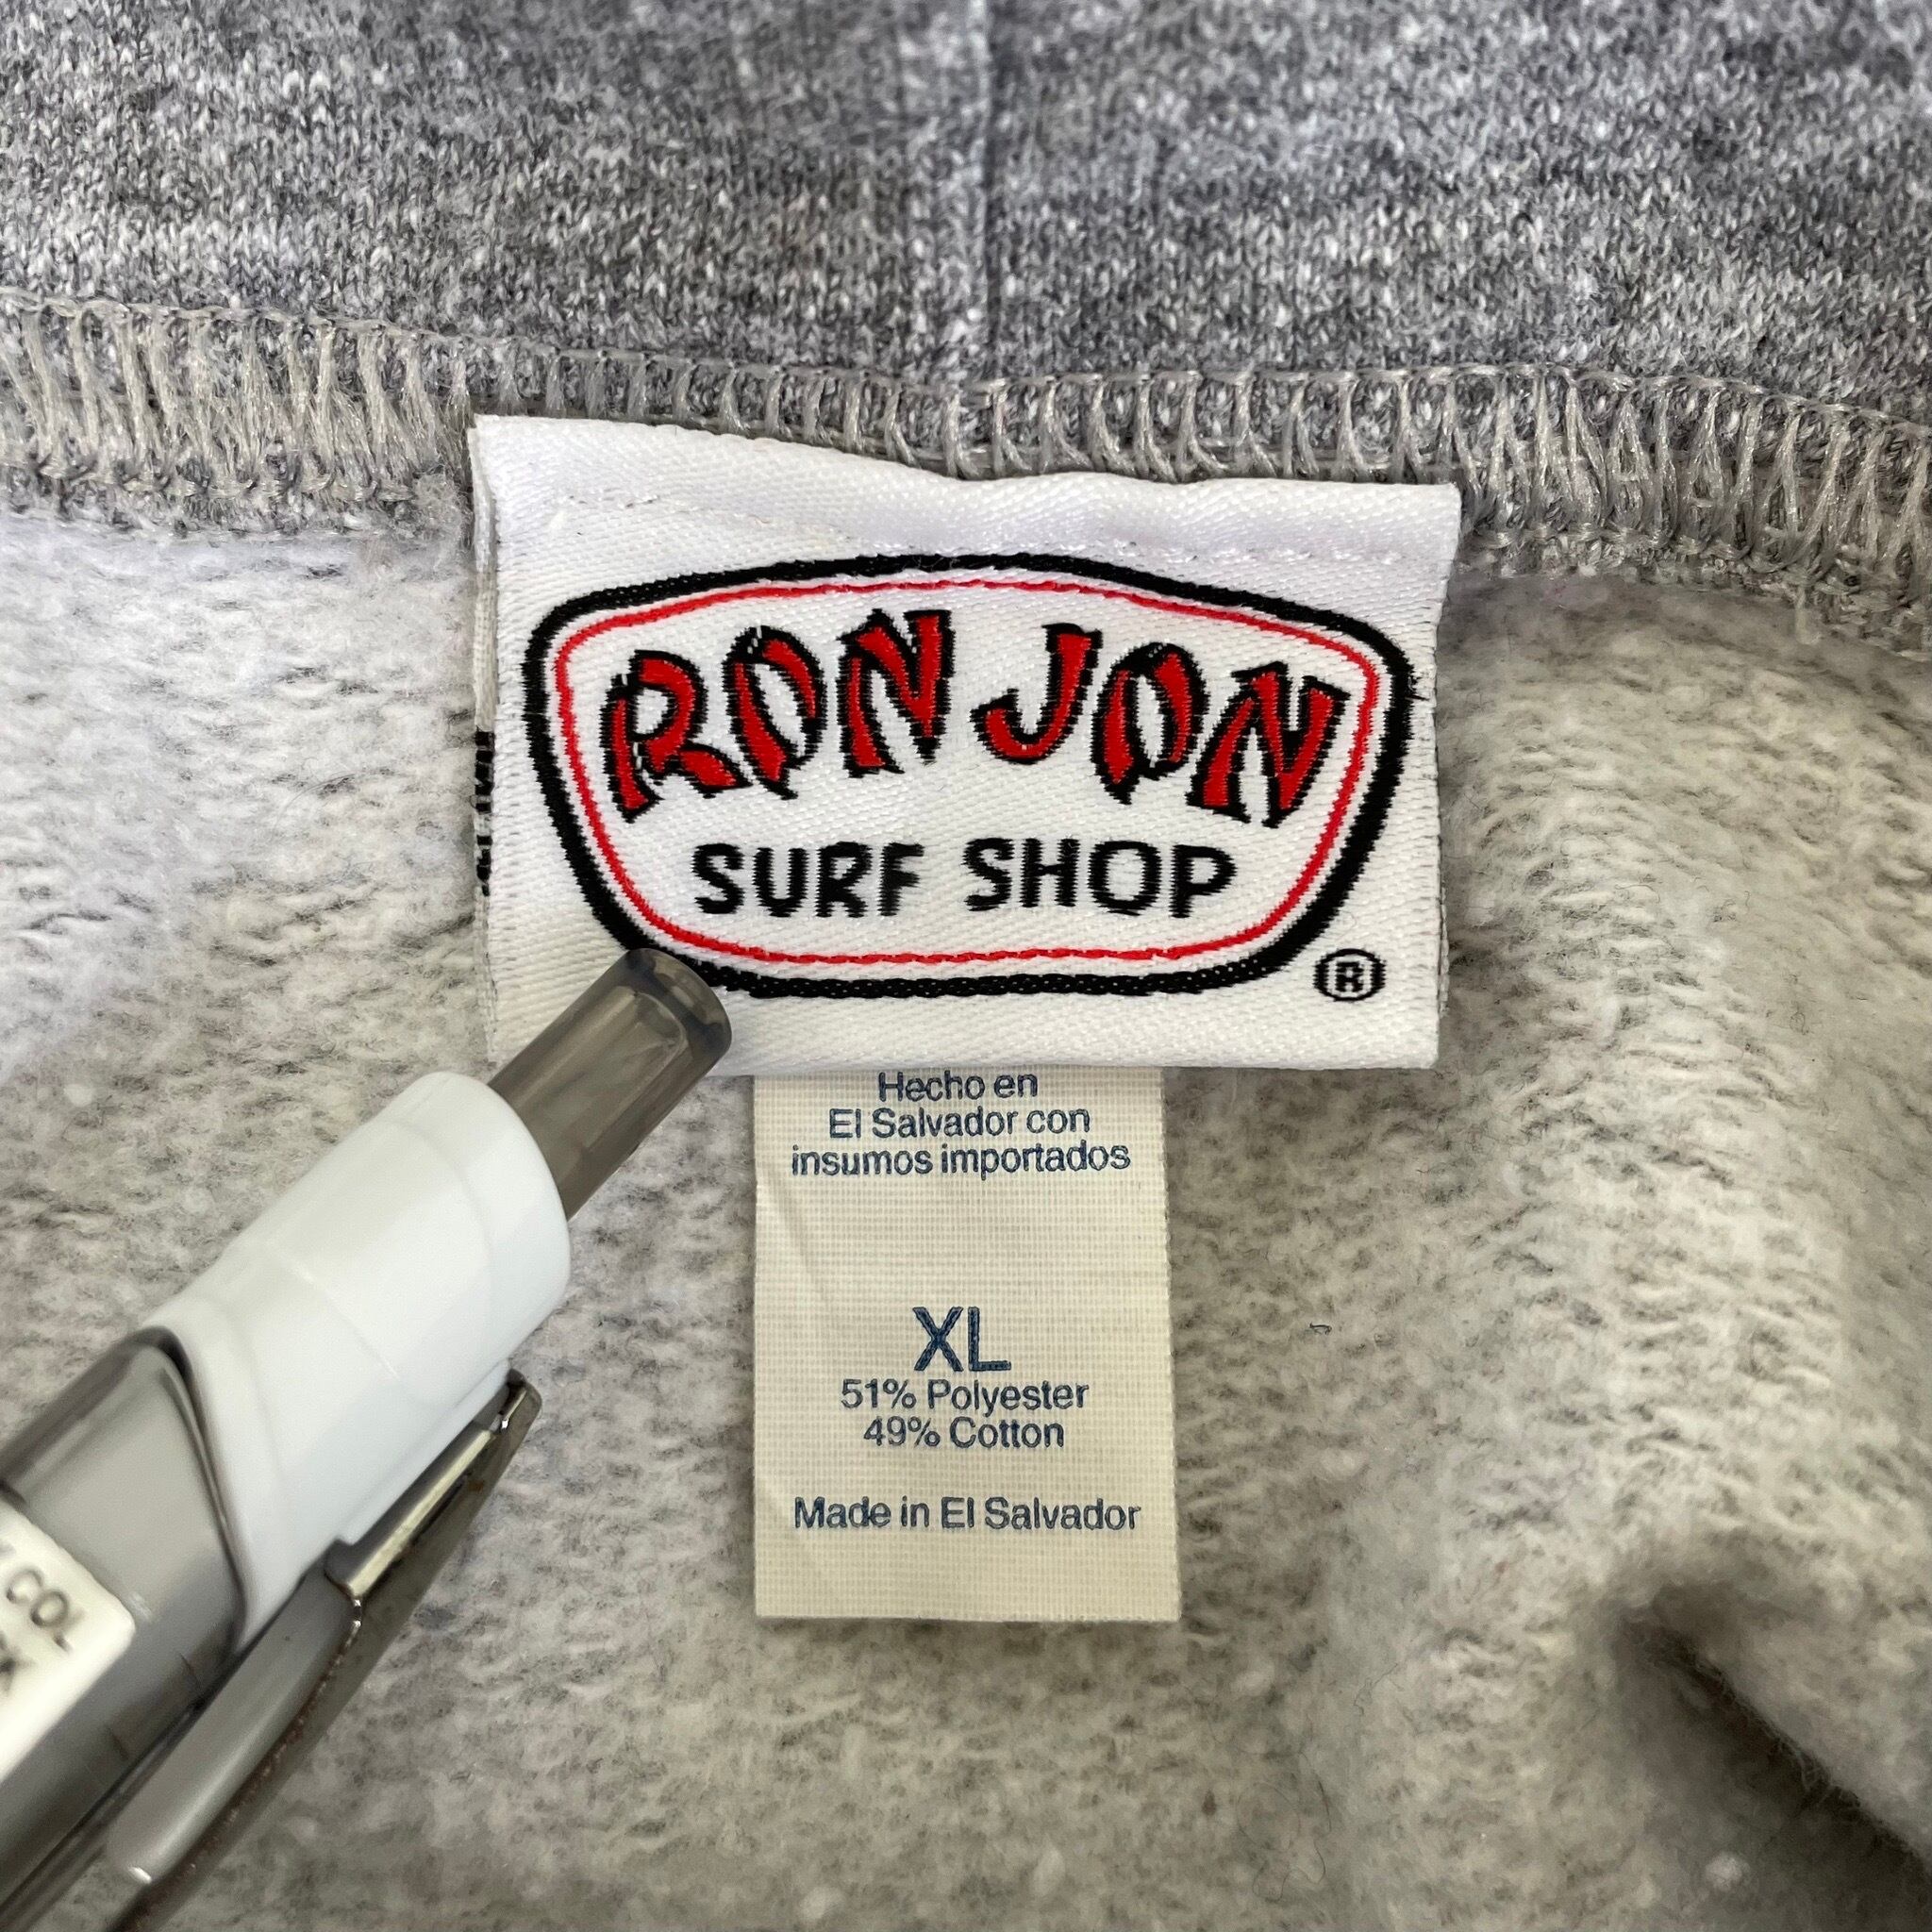 RON JON
SURF SHOP
®
Hecho en
El Salvador con
insumos importados
XL
51% Polyester
49% Cotton
Made in El Salvador
COL